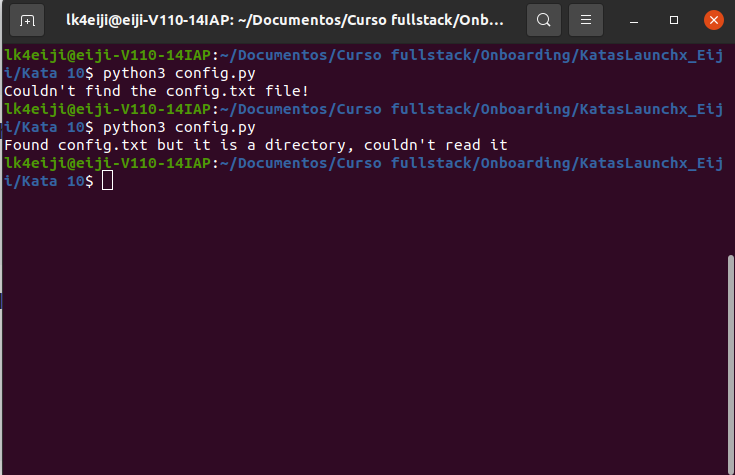 lk4eiji@eiji-V110-14IAP: ~/Documentos/Curso fullstack/Onb...
lk4eiji@eiji-V110-14IAP:~/Documentos/Curso fullstack/Onboarding/KatasLaunchx_Eij
i/Kata 10$ python3 config.py
Couldn't find the config.txt file!
lk4eiji@eiji-V110-14IAP:~/Documentos/Curso fullstack/Onboarding/KatasLaunchx_Eij
i/Kata 10$ python3 config.py
Found config.txt but it is a directory, couldn't read it
lk4eiji@eiji-V110-14IAP:~/Documentos/Curso fullstack/Onboarding/KatasLaunchx_Eij
i/Kata 10$